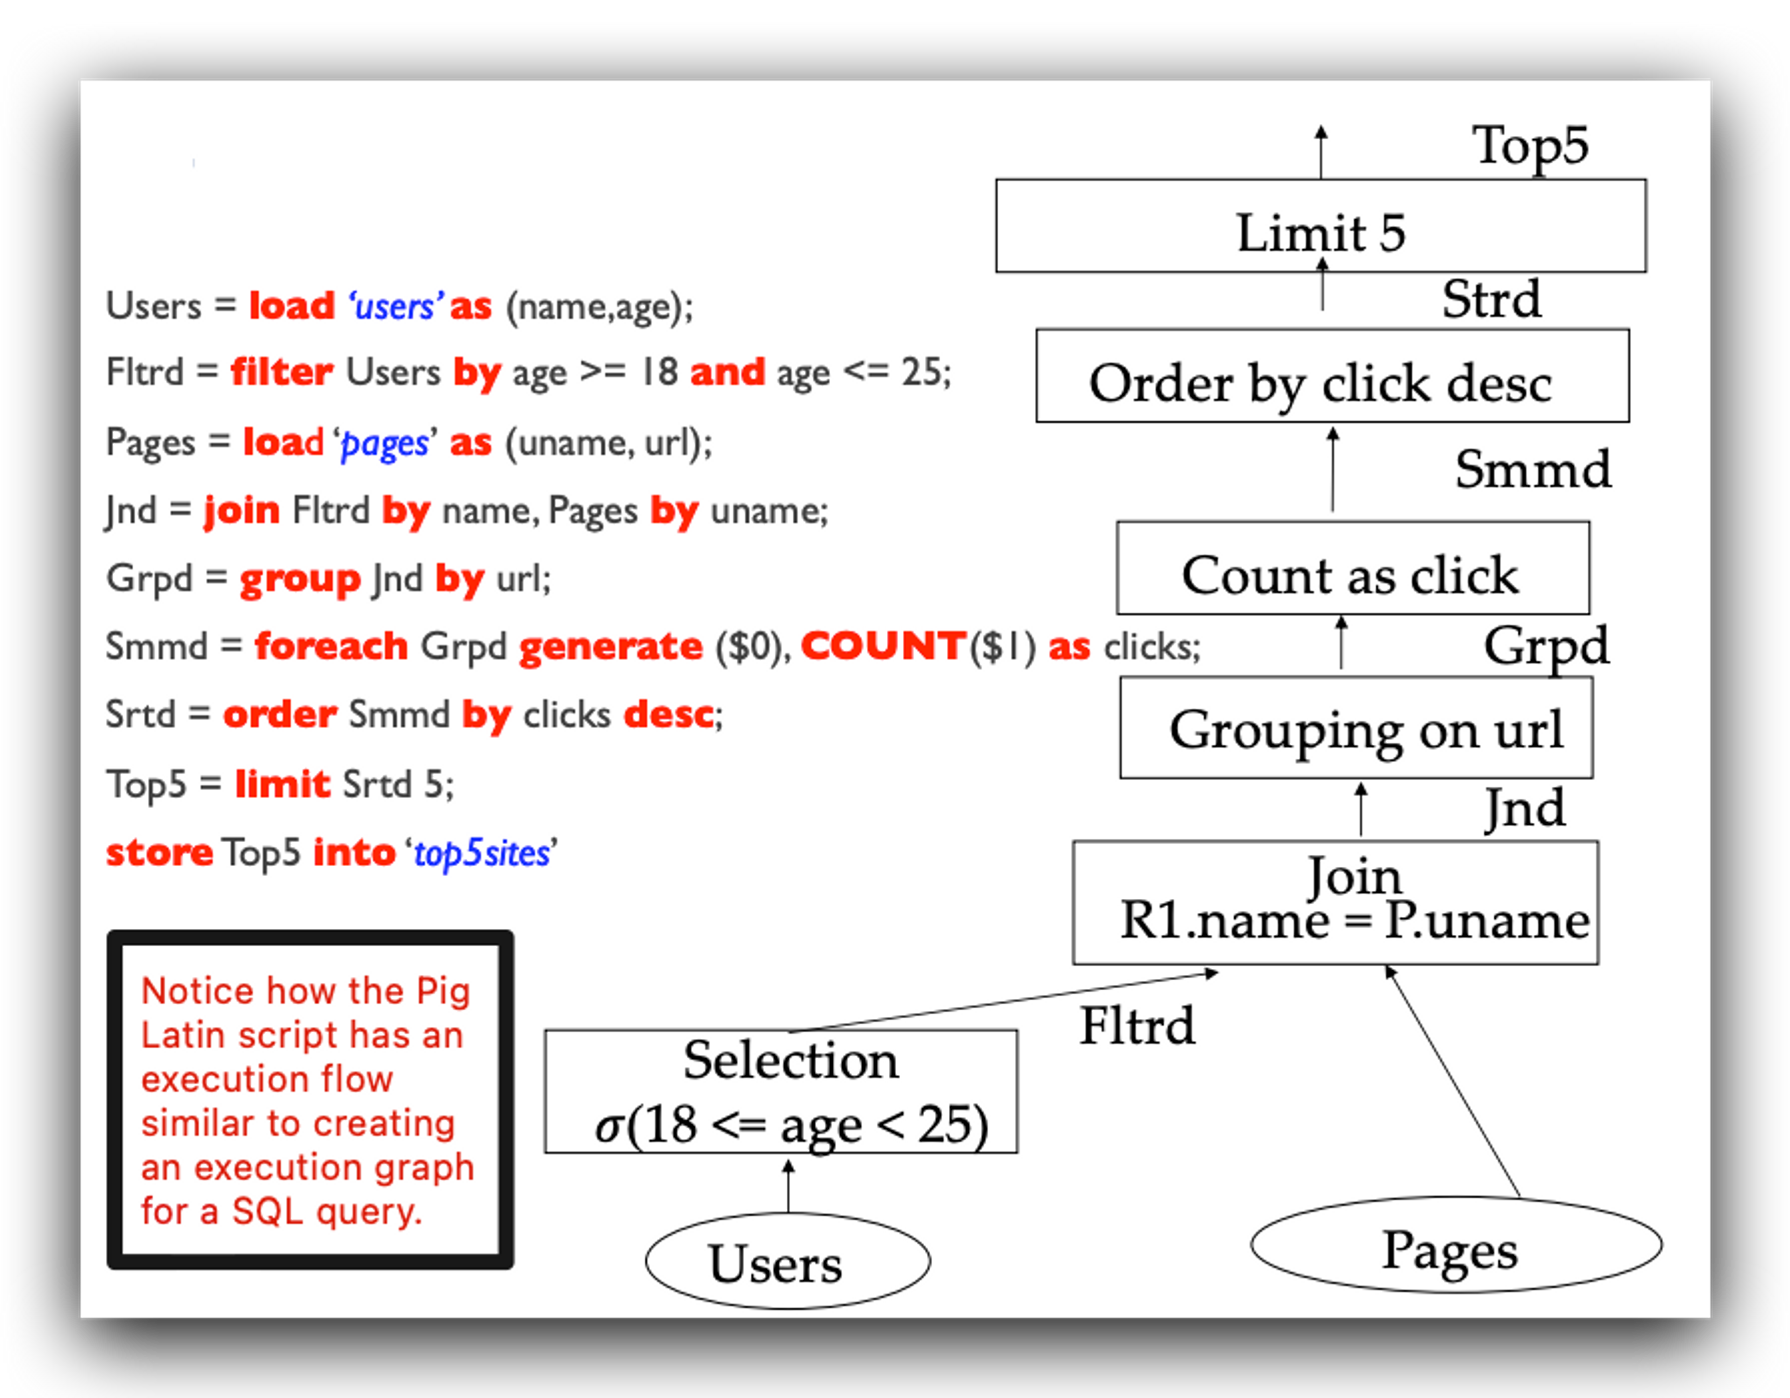 Users = load ‘users’ as (name,age);
Fltrd = filter Users by age >= 18 and age <= 25;
Pages = load ‘pages’ as (uname, url);
Jnd = join Fltrd by name, Pages by uname;
Grpd = group Jnd by url;
Smmd = foreach Grpd generate ($0), COUNT($1) as clicks;
Srtd = order Smmd by clicks desc;
Top5 = limit Srtd 5;
store Top5 into ‘top5sites’
Notice how the Pig
Latin script has an
execution flow
similar to creating
an execution graph
for a SQL query.
Top5
Limit 5
Strd
Order by click desc
Smmd
Count as click
Grpd
Grouping on url
Jnd
Join
R1.name = P.uname
Fltrd
Selection
σ(18 <= age < 25)
Users
Pages